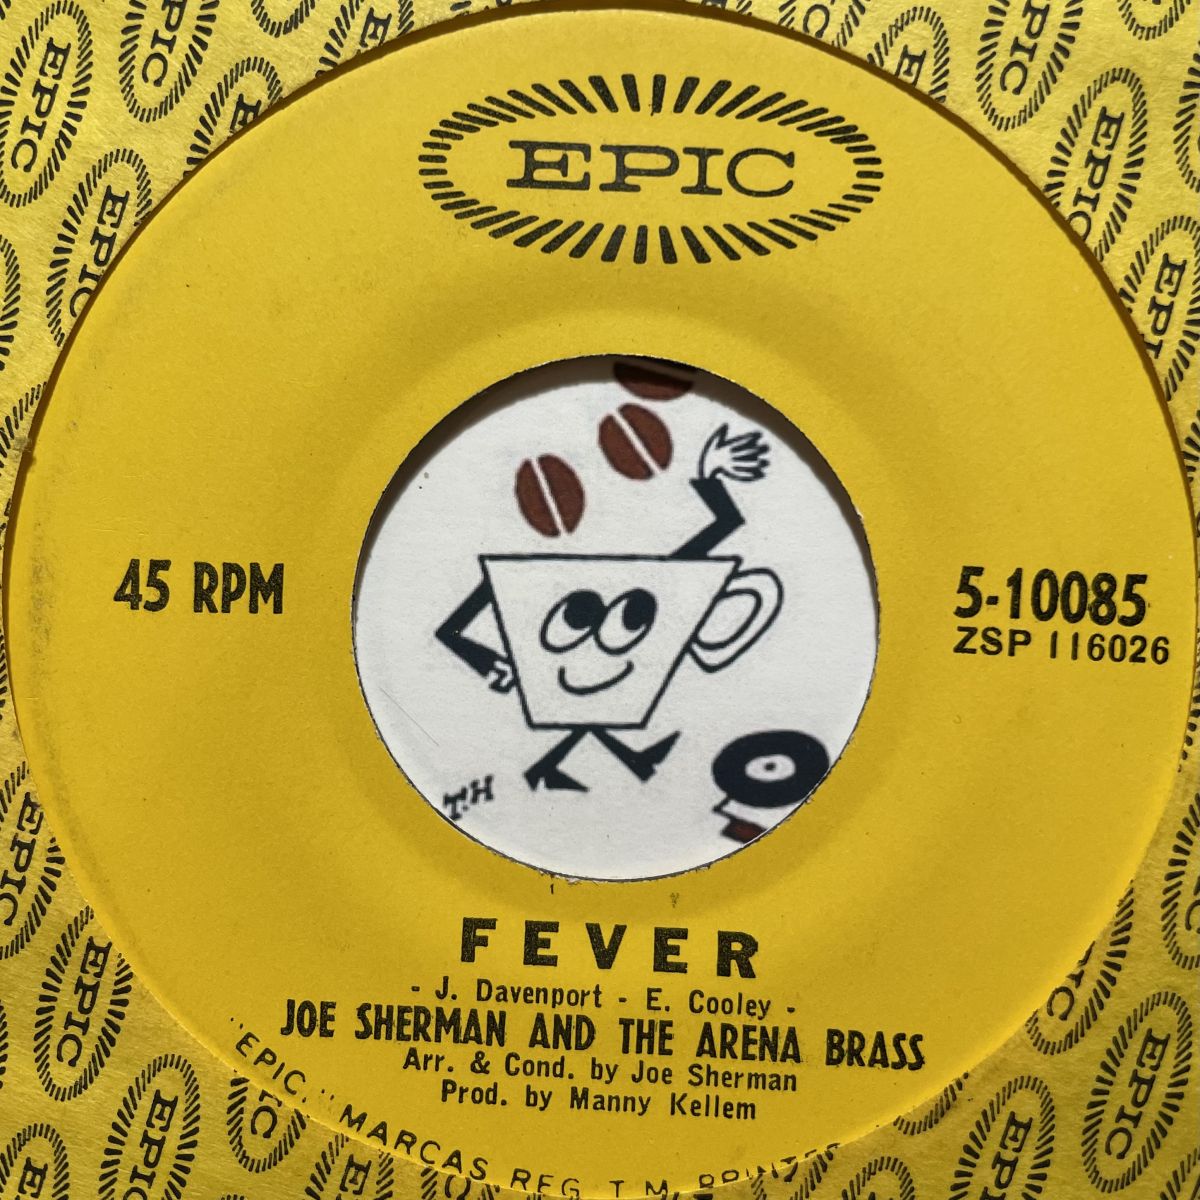 EPIC
45 RPM
5-10085
ZSP 116026
T.H
FEVER
- J. Davenport - E. Cooley -
JOE SHERMAN AND THE ARENA BRASS
Arr. & Cond. by Joe Sherman
Prod. by Manny Kellem
"EPIC," MARCAS REG. T.M. PRINTED